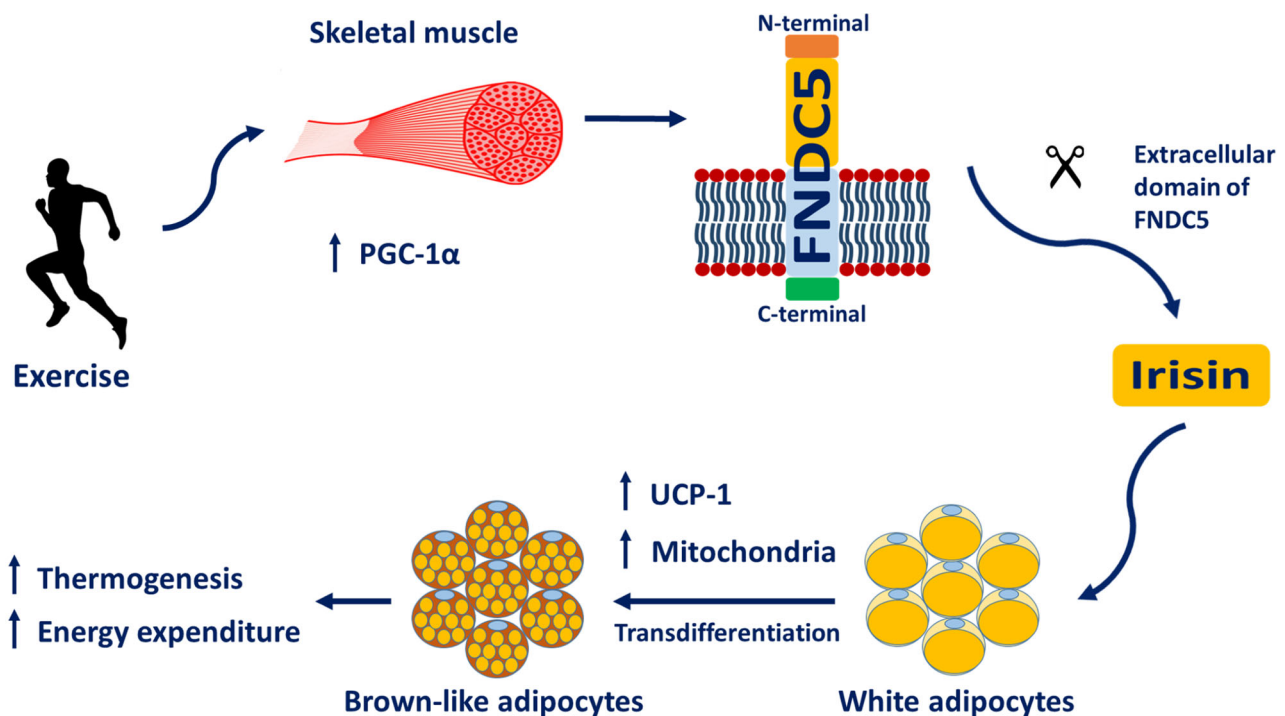 Skeletal muscle
N-terminal
FNDC5
Extracellular
domain of
FNDC5
↑ PGC-1α
C-terminal
Exercise
Irisin
↑ UCP-1
↑ Mitochondria
↑ Thermogenesis
↑ Energy expenditure
Transdifferentiation
Brown-like adipocytes
White adipocytes